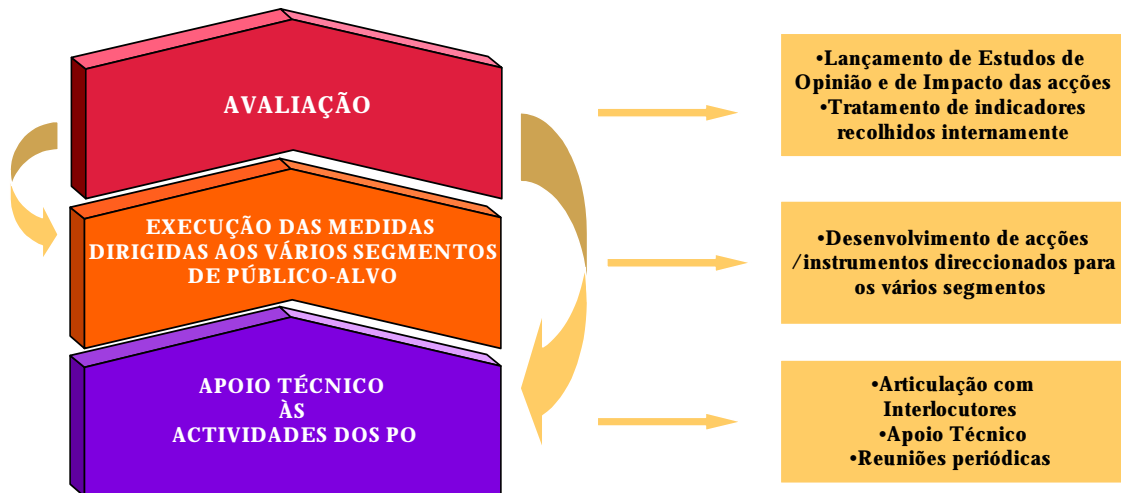 AVALIAÇÃO
•Lançamento de Estudos de
Opinião e de Impacto das acções
•Tratamento de indicadores
recolhidos internamente
EXECUÇÃO DAS MEDIDAS
DIRIGIDAS AOS VÁRIOS SEGMENTOS
DE PÚBLICO-ALVO
•Desenvolvimento de acções
/instrumentos direccionados para
os vários segmentos
APOIO TÉCNICO
ÀS
ACTIVIDADES DOS PO
•Articulação com
Interlocutores
•Apoio Técnico
•Reuniões periódicas